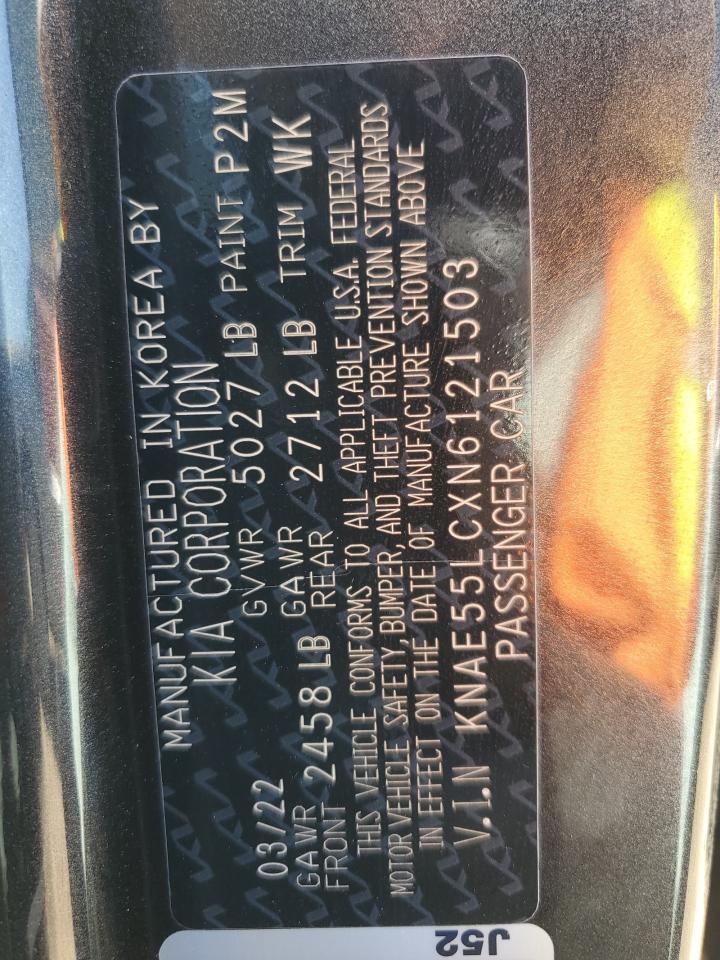 MANUFACTURED IN KOREA BY
KIA CORPORATION
03/22 GVWR 5027 LB PAINT P2M
GAWR FRONT 2458 LB GAWR REAR 2712 LB TRIM WK
THIS VEHICLE CONFORMS TO ALL APPLICABLE U.S.A. FEDERAL
MOTOR VEHICLE SAFETY, BUMPER, AND THEFT PREVENTION STANDARDS
IN EFFECT ON THE DATE OF MANUFACTURE SHOWN ABOVE
V.I.N KNAE55LCXN6121503
PASSENGER CAR
J52